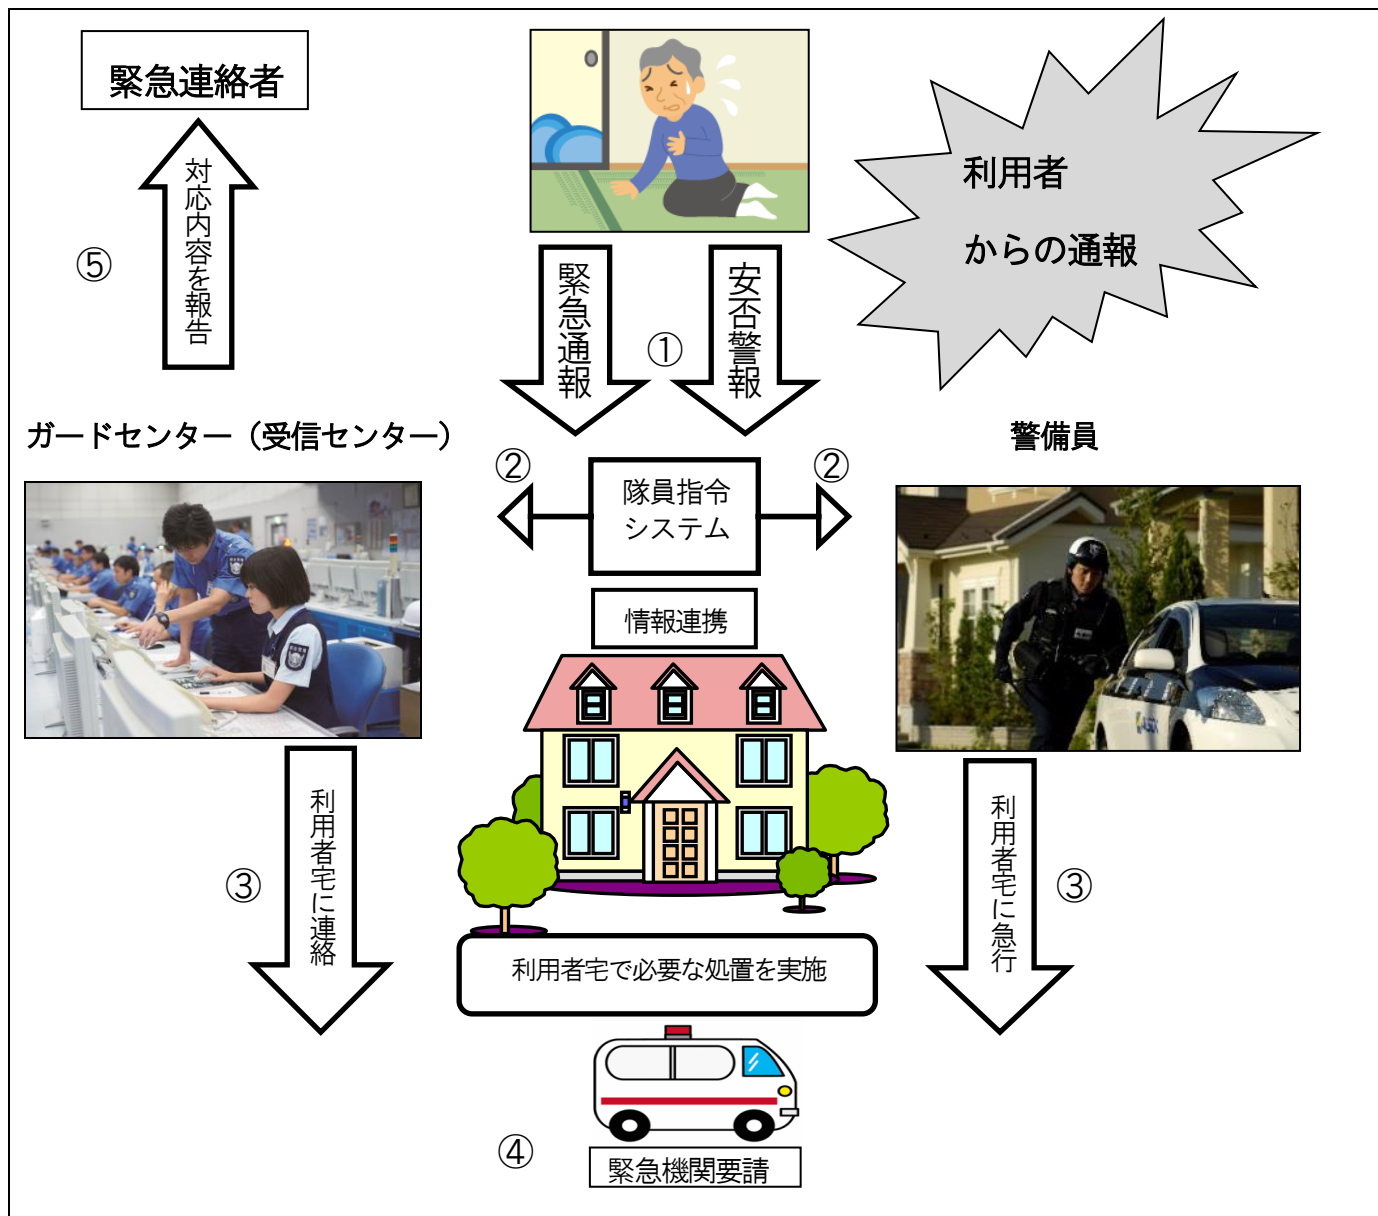 緊急連絡者
対応内容を報告
⑤
利用者
からの通報
緊急通報
①
安否警報
ガードセンター（受信センター）
警備員
②
隊員指令
システム
②
情報連携
③
利用者宅に連絡
利用者宅に急行
③
利用者宅で必要な処置を実施
④
緊急機関要請